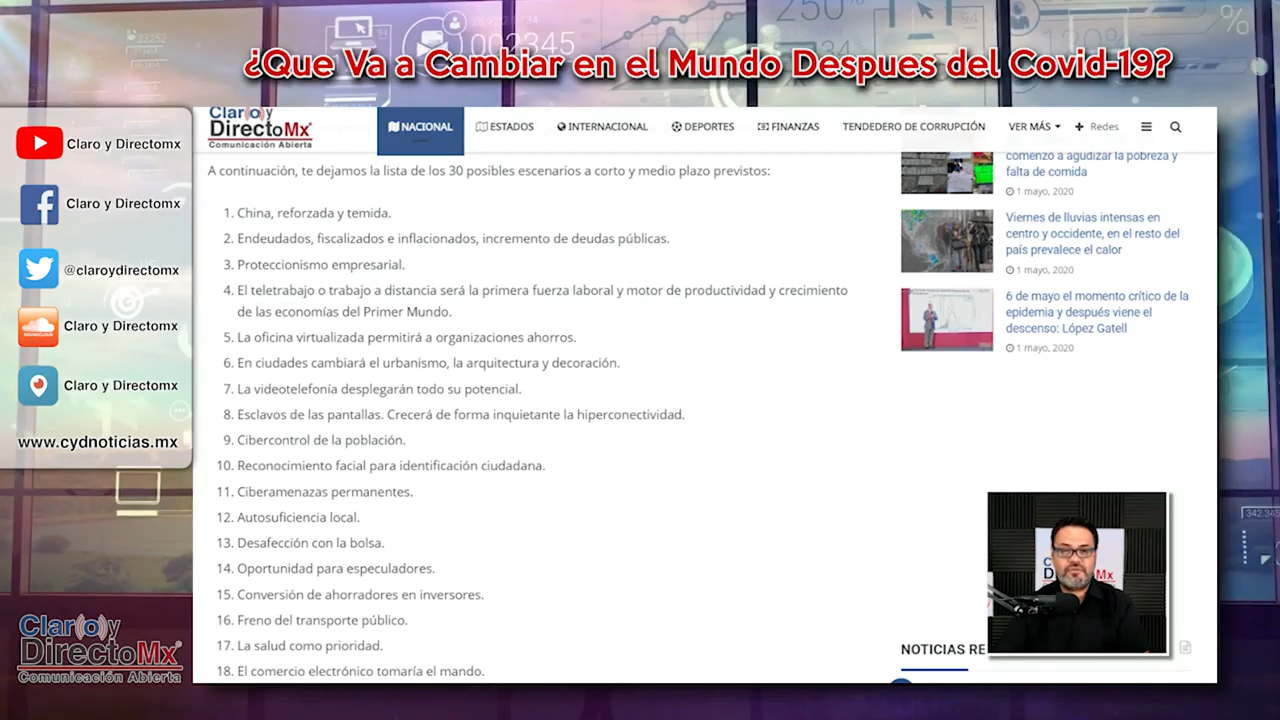 ¿Que Va a Cambiar en el Mundo Despues del Covid-19?
Claro y Directomx
Claro y Directomx
@claroydirectomx
SOUNDCLOUD
Claro y Directomx
Claro y Directomx
www.cydnoticias.mx
Claro y
DirectoMx
Comunicación Abierta
Claro y
DirectoMx
Comunicación Abierta
NACIONAL
ESTADOS
INTERNACIONAL
DEPORTES
FINANZAS
TENDEDERO DE CORRUPCIÓN
VER MÁS
Redes
A continuación, te dejamos la lista de los 30 posibles escenarios a corto y medio plazo previstos:
1. China, reforzada y temida.
2. Endeudados, fiscalizados e inflacionados, incremento de deudas públicas.
3. Proteccionismo empresarial.
4. El teletrabajo o trabajo a distancia será la primera fuerza laboral y motor de productividad y crecimiento
de las economías del Primer Mundo.
5. La oficina virtualizada permitirá a organizaciones ahorros.
6. En ciudades cambiará el urbanismo, la arquitectura y decoración.
7. La videotelefonía desplegarán todo su potencial.
8. Esclavos de las pantallas. Crecerá de forma inquietante la hiperconectividad.
9. Cibercontrol de la población.
10. Reconocimiento facial para identificación ciudadana.
11. Ciberamenazas permanentes.
12. Autosuficiencia local.
13. Desafección con la bolsa.
14. Oportunidad para especuladores.
15. Conversión de ahorradores en inversores.
16. Freno del transporte público.
17. La salud como prioridad.
18. El comercio electrónico tomaría el mando.
comenzó a agudizar la pobreza y
falta de comida
1 mayo, 2020
Viernes de lluvias intensas en
centro y occidente, en el resto del
país prevalece el calor
1 mayo, 2020
6 de mayo el momento crítico de la
epidemia y después viene el
descenso: López Gatell
1 mayo, 2020
NOTICIAS RE
002345
250%
342.345